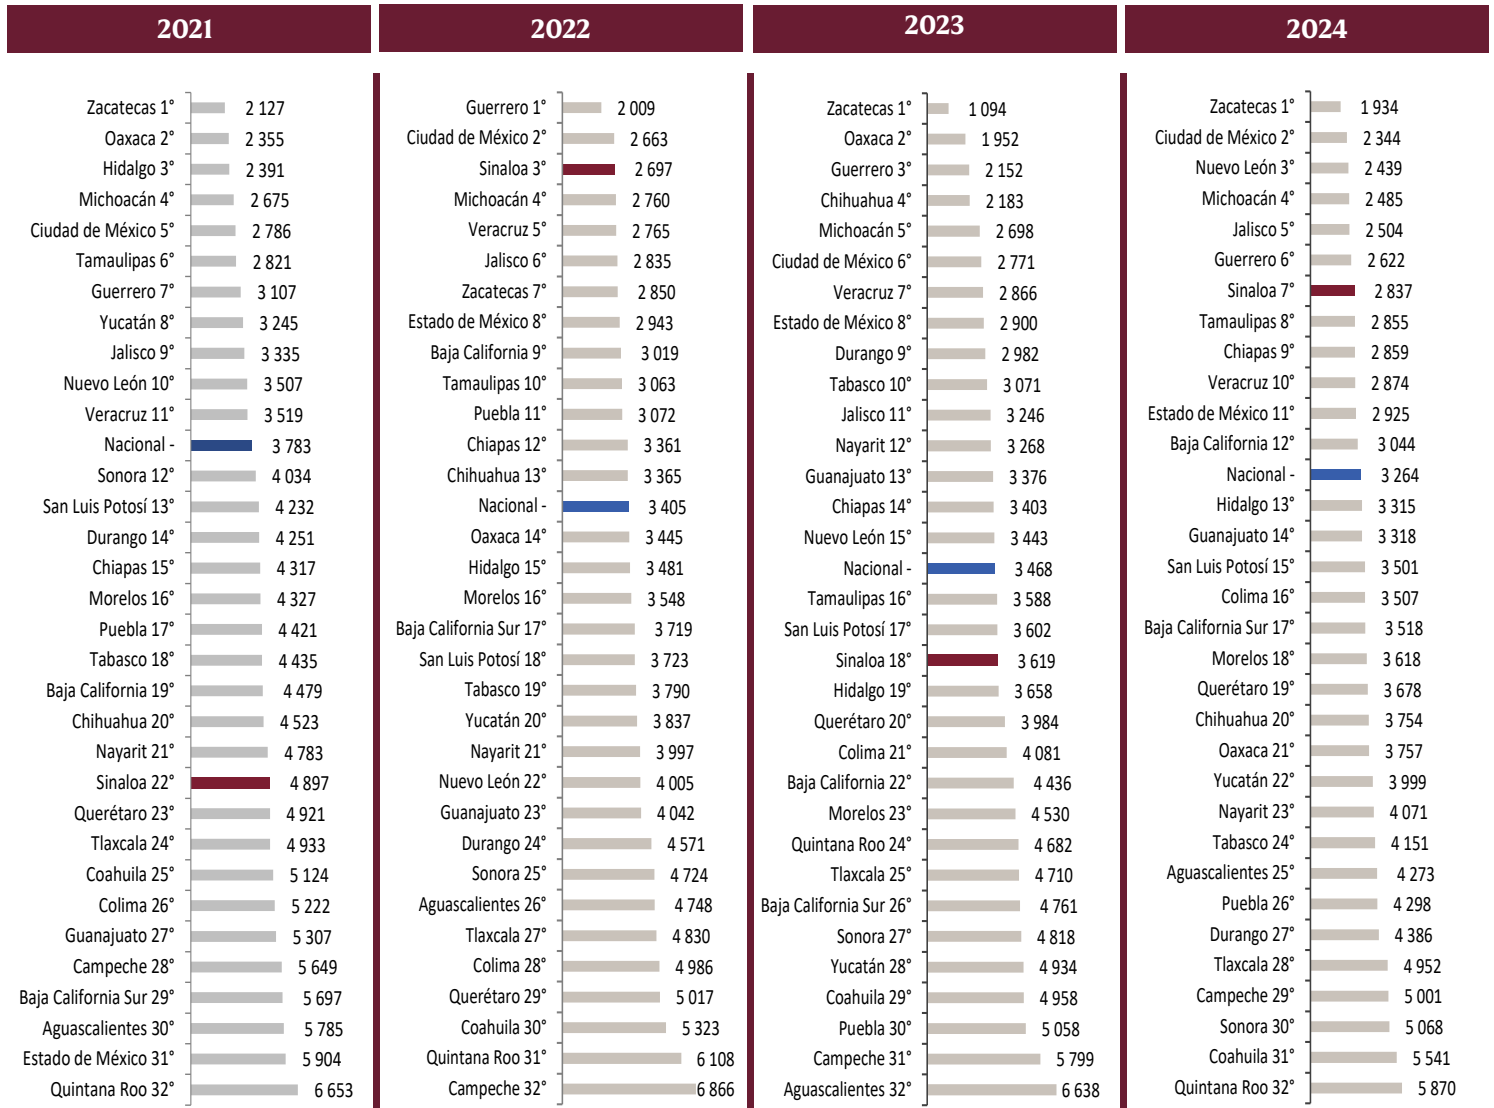 2021
Zacatecas 1° 2 127
Oaxaca 2° 2 355
Hidalgo 3° 2 391
Michoacán 4° 2 675
Ciudad de México 5° 2 786
Tamaulipas 6° 2 821
Guerrero 7° 3 107
Yucatán 8° 3 245
Jalisco 9° 3 335
Nuevo León 10° 3 507
Veracruz 11° 3 519
Nacional - 3 783
Sonora 12° 4 034
San Luis Potosí 13° 4 232
Durango 14° 4 251
Chiapas 15° 4 317
Morelos 16° 4 327
Puebla 17° 4 421
Tabasco 18° 4 435
Baja California 19° 4 479
Chihuahua 20° 4 523
Nayarit 21° 4 783
Sinaloa 22° 4 897
Querétaro 23° 4 921
Tlaxcala 24° 4 933
Coahuila 25° 5 124
Colima 26° 5 222
Guanajuato 27° 5 307
Campeche 28° 5 649
Baja California Sur 29° 5 697
Aguascalientes 30° 5 785
Estado de México 31° 5 904
Quintana Roo 32° 6 653
2022
Guerrero 1° 2 009
Ciudad de México 2° 2 663
Sinaloa 3° 2 697
Michoacán 4° 2 760
Veracruz 5° 2 765
Jalisco 6° 2 835
Zacatecas 7° 2 850
Estado de México 8° 2 943
Baja California 9° 3 019
Tamaulipas 10° 3 063
Puebla 11° 3 072
Chiapas 12° 3 361
Chihuahua 13° 3 365
Nacional - 3 405
Oaxaca 14° 3 445
Hidalgo 15° 3 481
Morelos 16° 3 548
Baja California Sur 17° 3 719
San Luis Potosí 18° 3 723
Tabasco 19° 3 790
Yucatán 20° 3 837
Nayarit 21° 3 997
Nuevo León 22° 4 005
Guanajuato 23° 4 042
Durango 24° 4 571
Sonora 25° 4 724
Aguascalientes 26° 4 748
Tlaxcala 27° 4 830
Colima 28° 4 986
Querétaro 29° 5 017
Coahuila 30° 5 323
Quintana Roo 31° 6 108
Campeche 32° 6 866
2023
Zacatecas 1° 1 094
Oaxaca 2° 1 952
Guerrero 3° 2 152
Chihuahua 4° 2 183
Michoacán 5° 2 698
Ciudad de México 6° 2 771
Veracruz 7° 2 866
Estado de México 8° 2 900
Durango 9° 2 982
Tabasco 10° 3 071
Jalisco 11° 3 246
Nayarit 12° 3 268
Guanajuato 13° 3 376
Chiapas 14° 3 403
Nuevo León 15° 3 443
Nacional - 3 468
Tamaulipas 16° 3 588
San Luis Potosí 17° 3 602
Sinaloa 18° 3 619
Hidalgo 19° 3 658
Querétaro 20° 3 984
Colima 21° 4 081
Baja California 22° 4 436
Morelos 23° 4 530
Quintana Roo 24° 4 682
Tlaxcala 25° 4 710
Baja California Sur 26° 4 761
Sonora 27° 4 818
Yucatán 28° 4 934
Coahuila 29° 4 958
Puebla 30° 5 058
Campeche 31° 5 799
Aguascalientes 32° 6 638
2024
Zacatecas 1° 1 934
Ciudad de México 2° 2 344
Nuevo León 3° 2 439
Michoacán 4° 2 485
Jalisco 5° 2 504
Guerrero 6° 2 622
Sinaloa 7° 2 837
Tamaulipas 8° 2 855
Chiapas 9° 2 859
Veracruz 10° 2 874
Estado de México 11° 2 925
Baja California 12° 3 044
Nacional - 3 264
Hidalgo 13° 3 315
Guanajuato 14° 3 318
San Luis Potosí 15° 3 501
Colima 16° 3 507
Baja California Sur 17° 3 518
Morelos 18° 3 618
Querétaro 19° 3 678
Chihuahua 20° 3 754
Oaxaca 21° 3 757
Yucatán 22° 3 999
Nayarit 23° 4 071
Tabasco 24° 4 151
Aguascalientes 25° 4 273
Puebla 26° 4 298
Durango 27° 4 386
Tlaxcala 28° 4 952
Campeche 29° 5 001
Sonora 30° 5 068
Coahuila 31° 5 541
Quintana Roo 32° 5 870